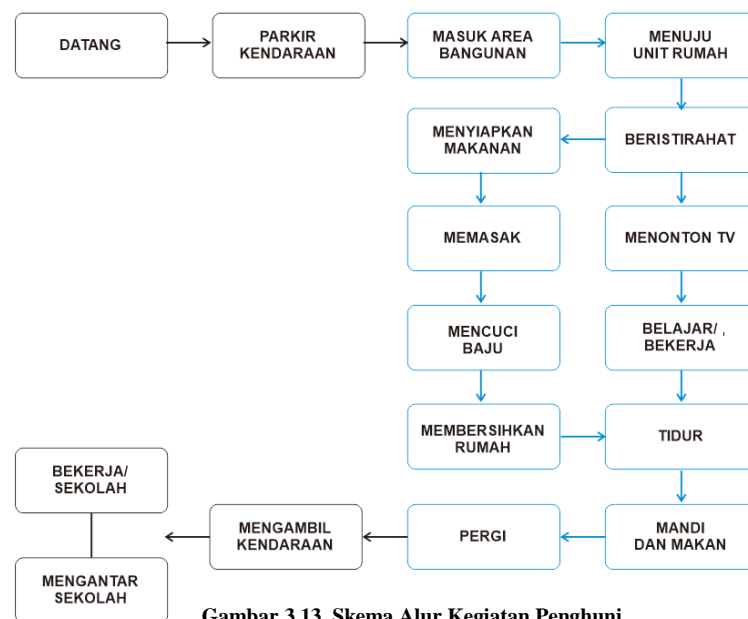 DATANG
PARKIR
KENDARAAN
MASUK AREA
BANGUNAN
MENUJU
UNIT RUMAH
MENYIAPKAN
MAKANAN
BERISTIRAHAT
MEMASAK
MENONTON TV
MENCUCI
BAJU
BELAJAR/ ,
BEKERJA
MEMBERSIHKAN
RUMAH
TIDUR
BEKERJA/
SEKOLAH
MENGAMBIL
KENDARAAN
PERGI
MANDI
DAN MAKAN
MENGANTAR
SEKOLAH
Gambar 3.13. Skema Alur Kegiatan Penghuni